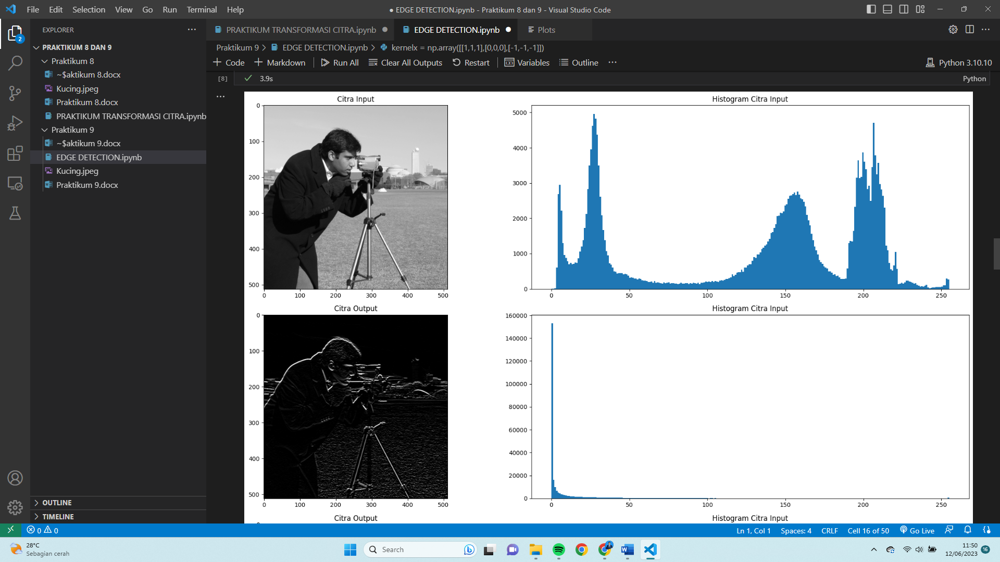 File Edit Selection View Go Run Terminal Help
● EDGE DETECTION.ipynb - Praktikum 8 dan 9 - Visual Studio Code
EXPLORER
PRAKTIKUM TRANSFORMASI CITRA.ipynb ●
EDGE DETECTION.ipynb ●
Plots
2
PRAKTIKUM 8 DAN 9
Praktikum 8
~$aktikum 8.docx
Kucing.jpeg
Praktikum 8.docx
PRAKTIKUM TRANSFORMASI CITRA.ipynb
Praktikum 9
~$aktikum 9.docx
EDGE DETECTION.ipynb
Kucing.jpeg
Praktikum 9.docx
OUTLINE
TIMELINE
Praktikum 9 > EDGE DETECTION.ipynb > kernelx = np.array([[1,1,1],[0,0,0],[-1,-1,-1]])
+ Code + Markdown Run All Clear All Outputs Restart Variables Outline ...
Python 3.10.10
[8] ✓ 3.9s
Python
Citra Input
0
100
200
300
400
500
0 100 200 300 400 500
Histogram Citra Input
5000
4000
3000
2000
1000
0
0 50 100 150 200 250
Citra Output
0
100
200
300
400
500
0 100 200 300 400 500
Histogram Citra Input
160000
140000
120000
100000
80000
60000
40000
20000
0
0 50 100 150 200 250
Citra Output
Histogram Citra Input
0 0
Ln 1, Col 1 Spaces: 4 CRLF Cell 16 of 50 Go Live
28°C
Sebagian cerah
Search
11:50
12/06/2023
16